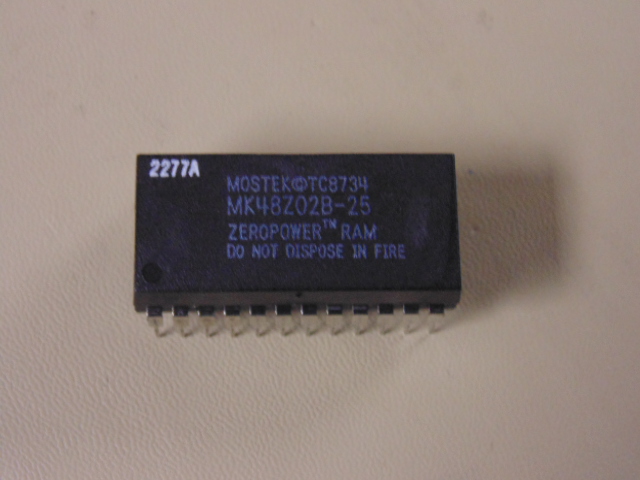 2277A
MOSTEK©TC8734
MK48Z02B-25
ZEROPOWER™ RAM
DO NOT DISPOSE IN FIRE